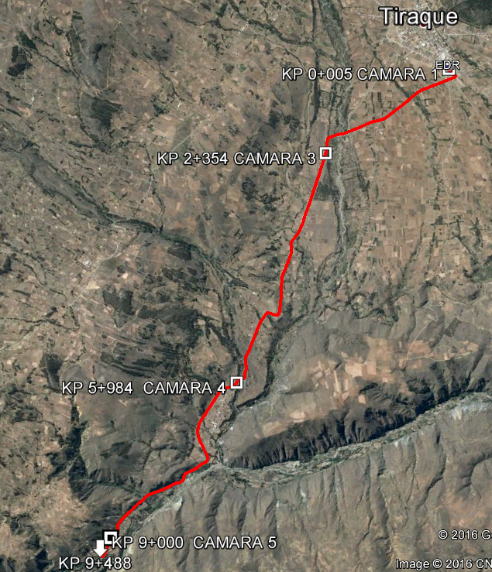 Tiraque
EDR
KP 0+005 CAMARA 1
KP 2+354 CAMARA 3
KP 5+984 CAMARA 4
KP 9+000 CAMARA 5
KP 9+488
© 2016 G
Image © 2016 CN